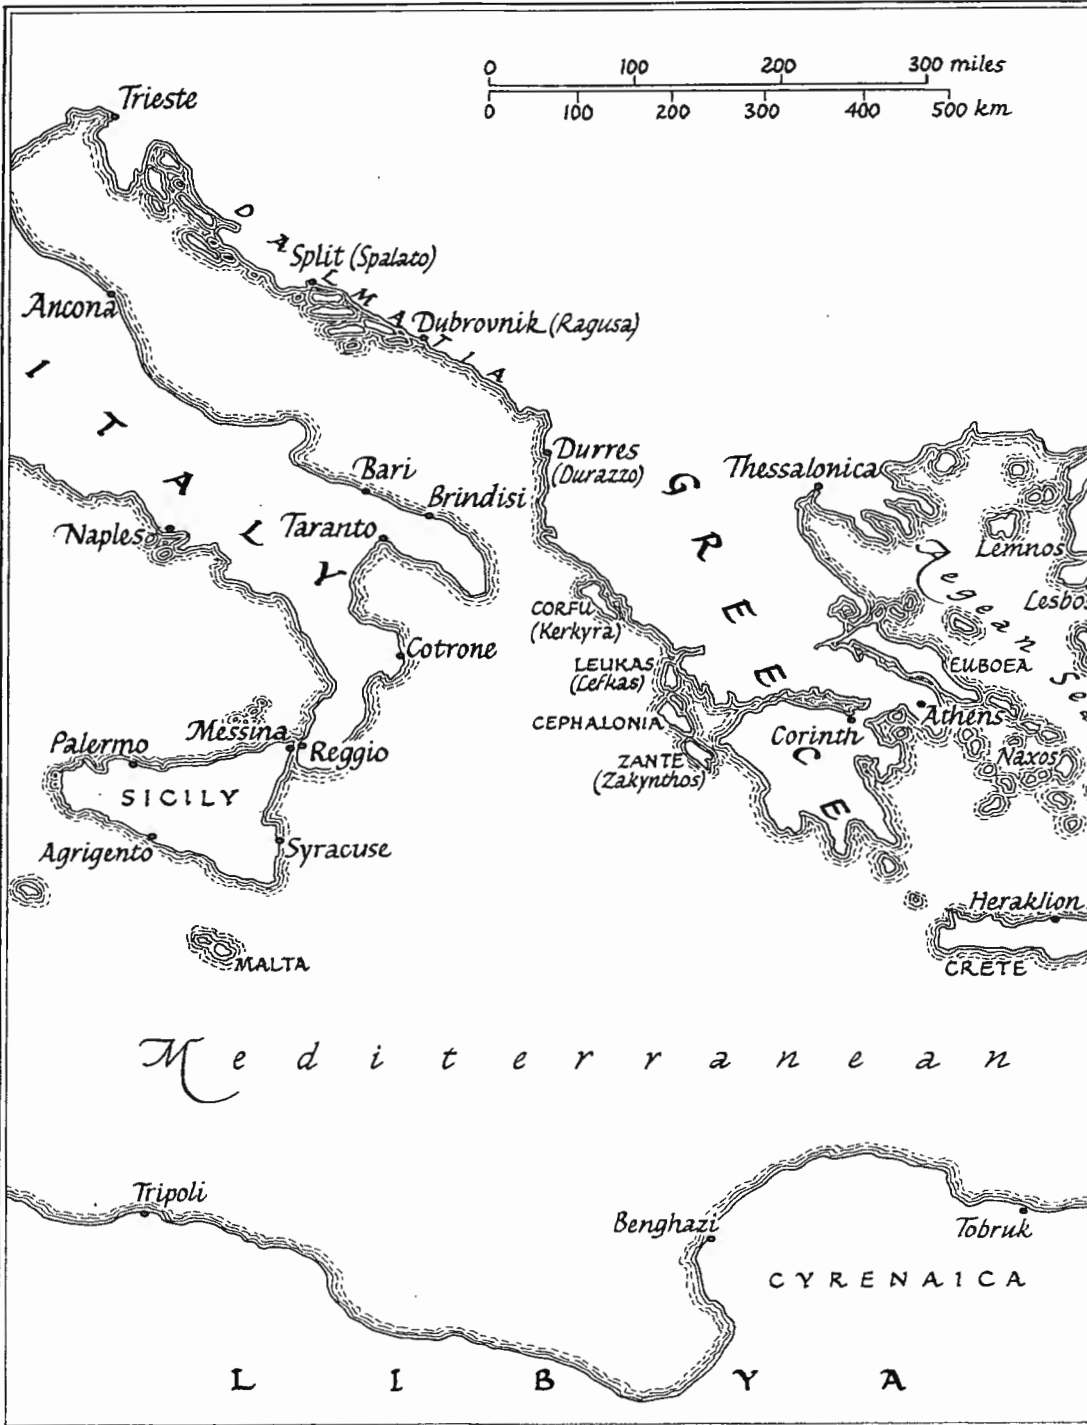 0 100 200 300 miles
0 100 200 300 400 500 km
Trieste
DALMATIA
Split (Spalato)
Ancona
Dubrovnik (Ragusa)
ITALY
Durres
(Durazzo)
Thessalonica
GREECE
Bari
Brindisi
Taranto
Naples
Lemnos
Aegean Sea
Lesbos
CORFU
(Kerkyra)
Cotrone
LEUKAS
(Lefkas)
EUBOEA
CEPHALONIA
Athens
Corinth
Messina
Reggio
Palermo
ZANTE
(Zakynthos)
Naxos
SICILY
Agrigento
Syracuse
Heraklion
CRETE
MALTA
Mediterranean
Tripoli
Benghazi
Tobruk
CYRENAICA
LIBYA